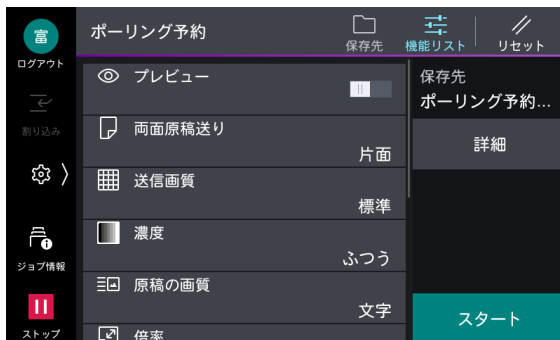 富
ログアウト
割り込み
ジョブ情報
ストップ
ポーリング予約
保存先
機能リスト
リセット
プレビュー
両面原稿送り
片面
送信画質
標準
濃度
ふつう
原稿の画質
文字
倍率
保存先
ポーリング予約...
詳細
スタート